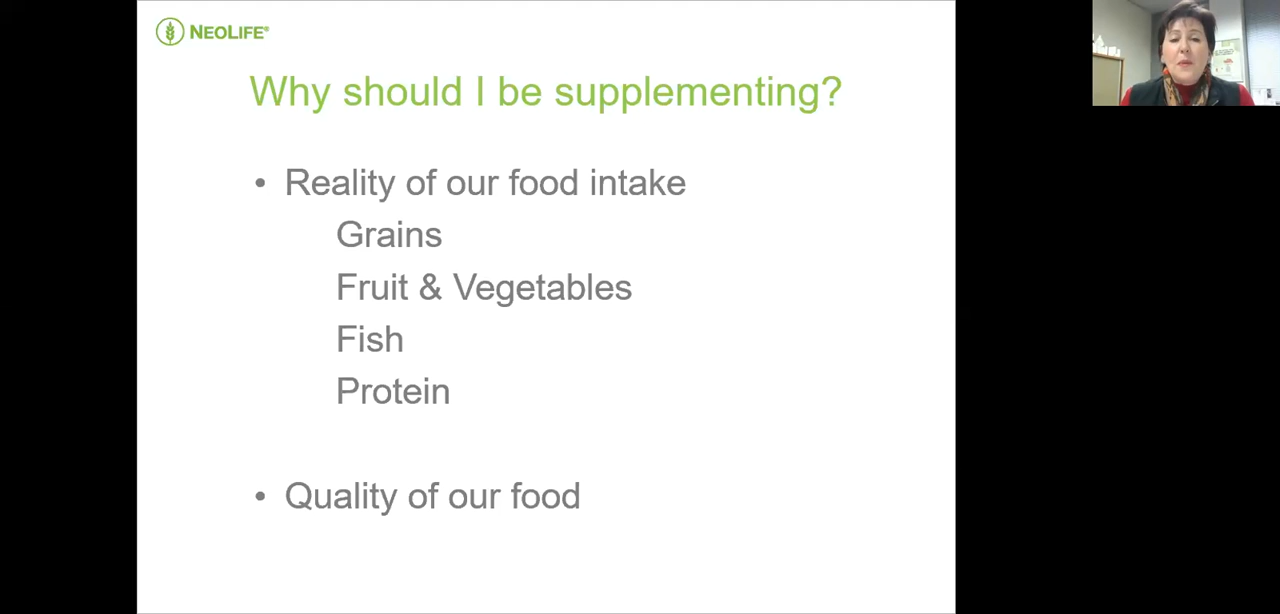 NEOLIFE®
Why should I be supplementing?
• Reality of our food intake
Grains
Fruit & Vegetables
Fish
Protein
• Quality of our food